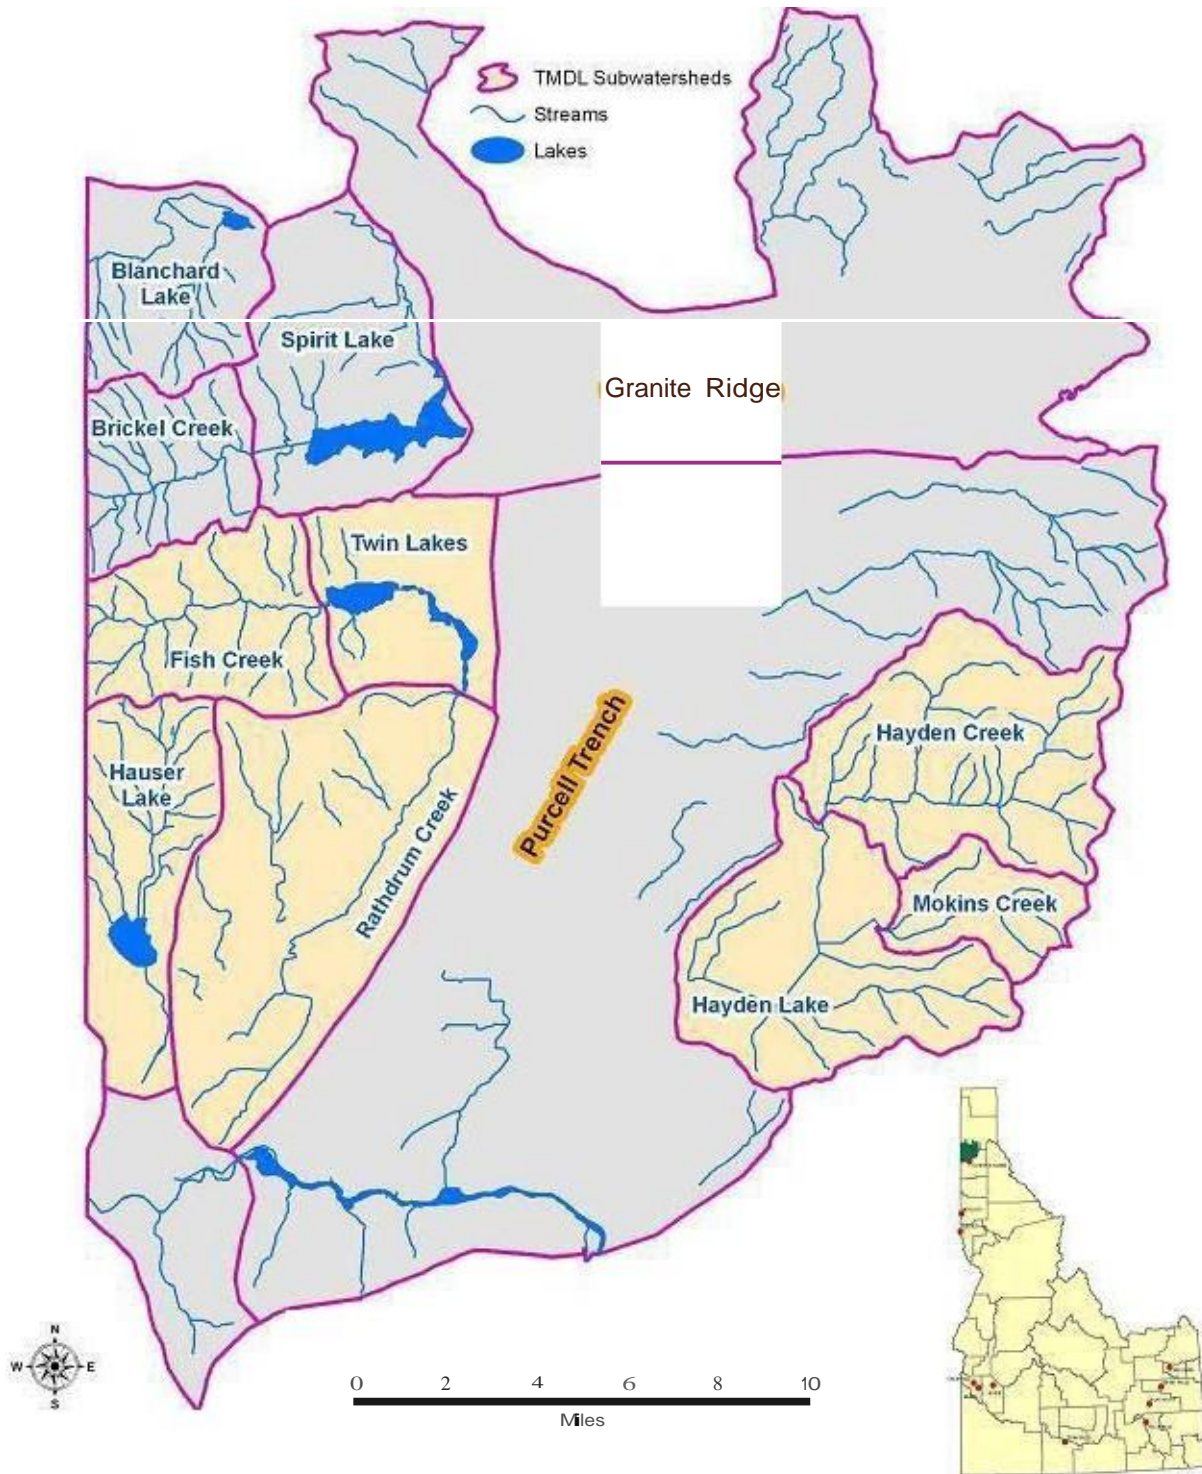 TMDL Subwatersheds
Streams
Lakes
Blanchard
Lake
Spirit Lake
Granite Ridge
Brickel Creek
Twin Lakes
Fish Creek
Hayden Creek
Hauser
Lake
Purcell Trench
Rathdrum Creek
Mokins Creek
Hayden Lake
N
W E
S
0 2 4 6 8 10
Miles